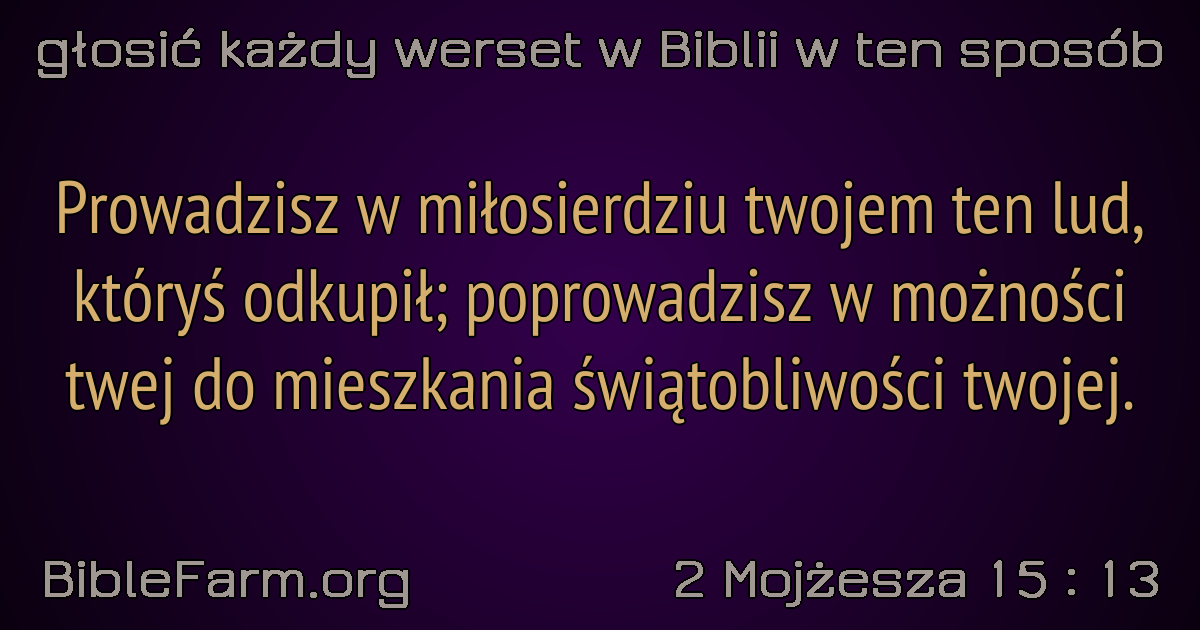 głosić każdy werset w Biblii w ten sposób
Prowadzisz w miłosierdziu twojem ten lud,
któryś odkupił; poprowadzisz w możności
twej do mieszkania świątobliwości twojej.
BibleFarm.org
2 Mojżesza 15 : 13